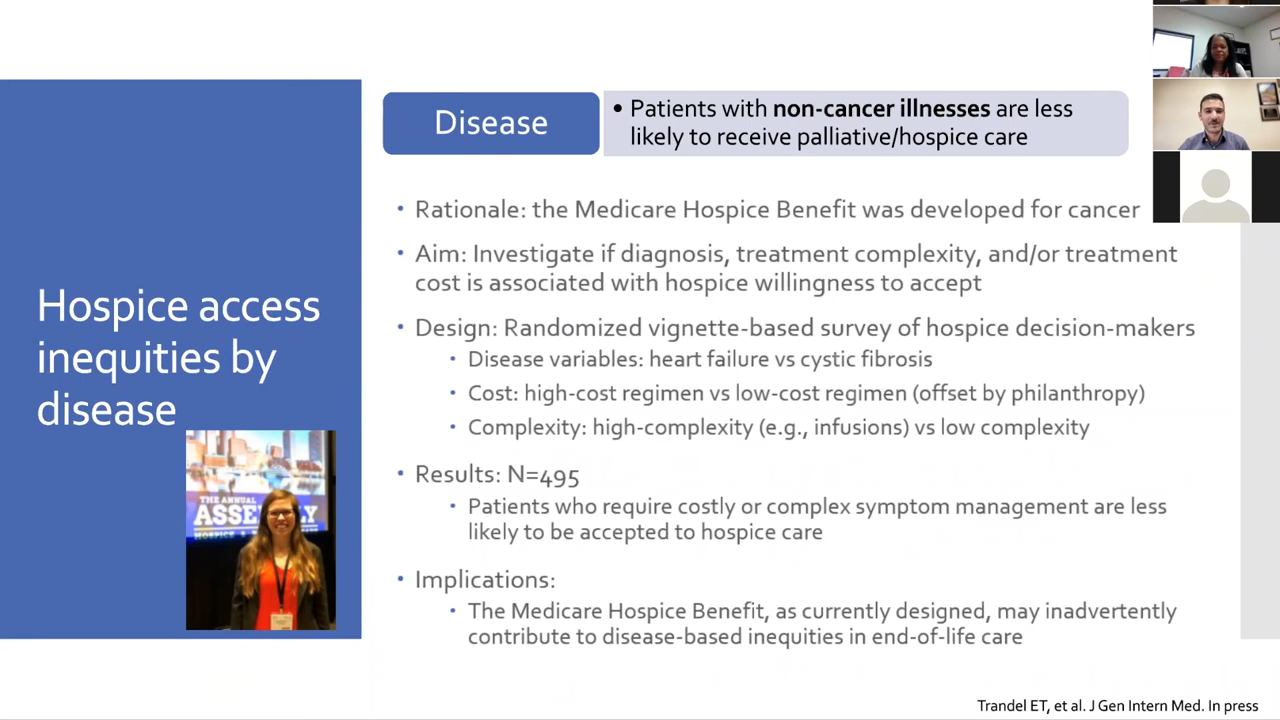 Hospice access
inequities by
disease
THE ANNUAL
ASSEMBLY
HOSPICE &
Disease
• Patients with non-cancer illnesses are less
likely to receive palliative/hospice care
• Rationale: the Medicare Hospice Benefit was developed for cancer
• Aim: Investigate if diagnosis, treatment complexity, and/or treatment
cost is associated with hospice willingness to accept
• Design: Randomized vignette-based survey of hospice decision-makers
• Disease variables: heart failure vs cystic fibrosis
• Cost: high-cost regimen vs low-cost regimen (offset by philanthropy)
• Complexity: high-complexity (e.g., infusions) vs low complexity
• Results: N=495
• Patients who require costly or complex symptom management are less
likely to be accepted to hospice care
• Implications:
• The Medicare Hospice Benefit, as currently designed, may inadvertently
contribute to disease-based inequities in end-of-life care
Trandel ET, et al. J Gen Intern Med. In press